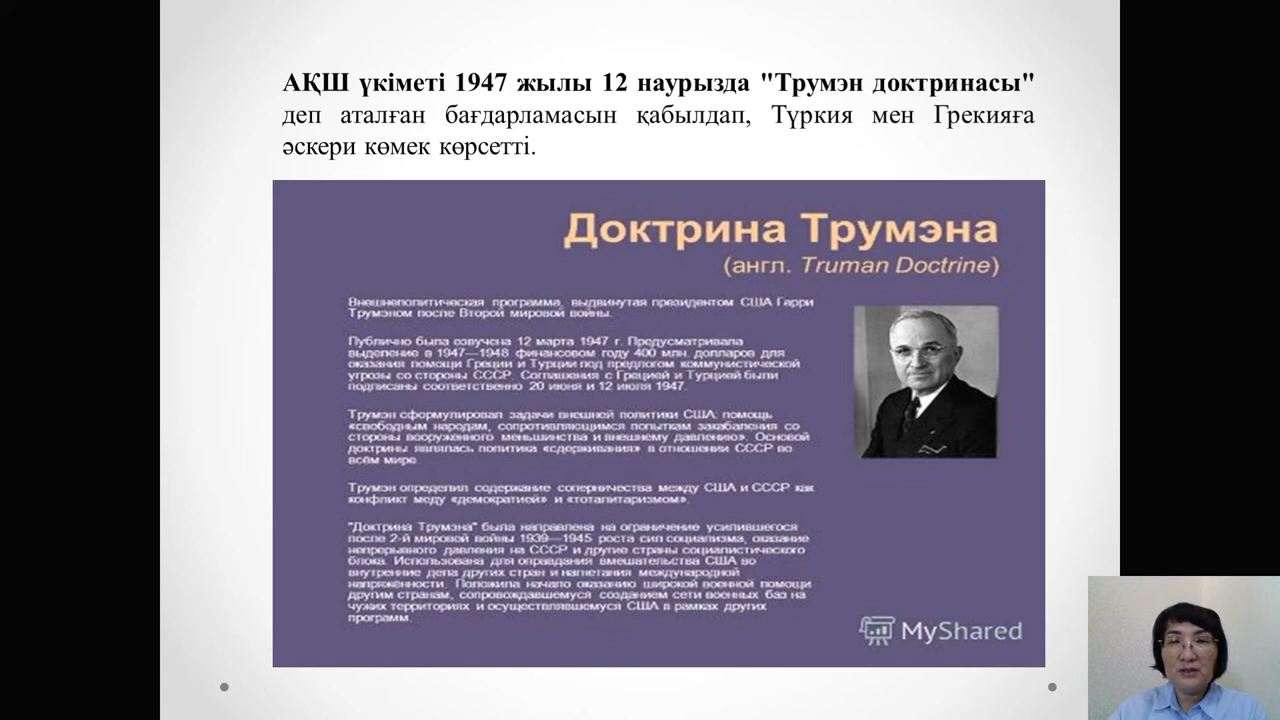 АҚШ үкіметі 1947 жылы 12 наурызда "Трумэн доктринасы"
деп аталған бағдарламасын қабылдап, Түркия мен Грекияға
әскери көмек көрсетті.
Доктрина Трумэна
(англ. Truman Doctrine)
Внешнеполитическая программа, выдвинутая президентом США Гарри
Трумэном после Второй мировой войны.
Публично была озвучена 12 марта 1947 г. Предусматривала
выделение в 1947—1948 финансовом году 400 млн. долларов для
оказания помощи Греции и Турции под предлогом коммунистической
угрозы со стороны СССР. Соглашения с Грецией и Турцией были
подписаны соответственно 20 июня и 12 июля 1947.
Трумэн сформулировал задачи внешней политики США: помощь
«свободным народам, сопротивляющимся попыткам закабаления со
стороны вооруженного меньшинства и внешнему давлению». Основой
доктрины являлась политика «сдерживания» в отношении СССР во
всём мире.
Трумэн определил содержание соперничества между США и СССР как
конфликт меду «демократией» и «тоталитаризмом».
"Доктрина Трумэна" была направлена на ограничение усилившегося
после 2-й мировой войны 1939—1945 роста сил социализма, оказание
непрерывного давления на СССР и другие страны социалистического
блока. Использована для оправдания вмешательства США во
внутренние дела других стран и нагнетания международной
напряжённости. Положила начало оказанию широкой военной помощи
другим странам, сопровождавшемуся созданием сети военных баз на
чужих территориях и осуществлявшемуся США в рамках других
программ.
MyShared